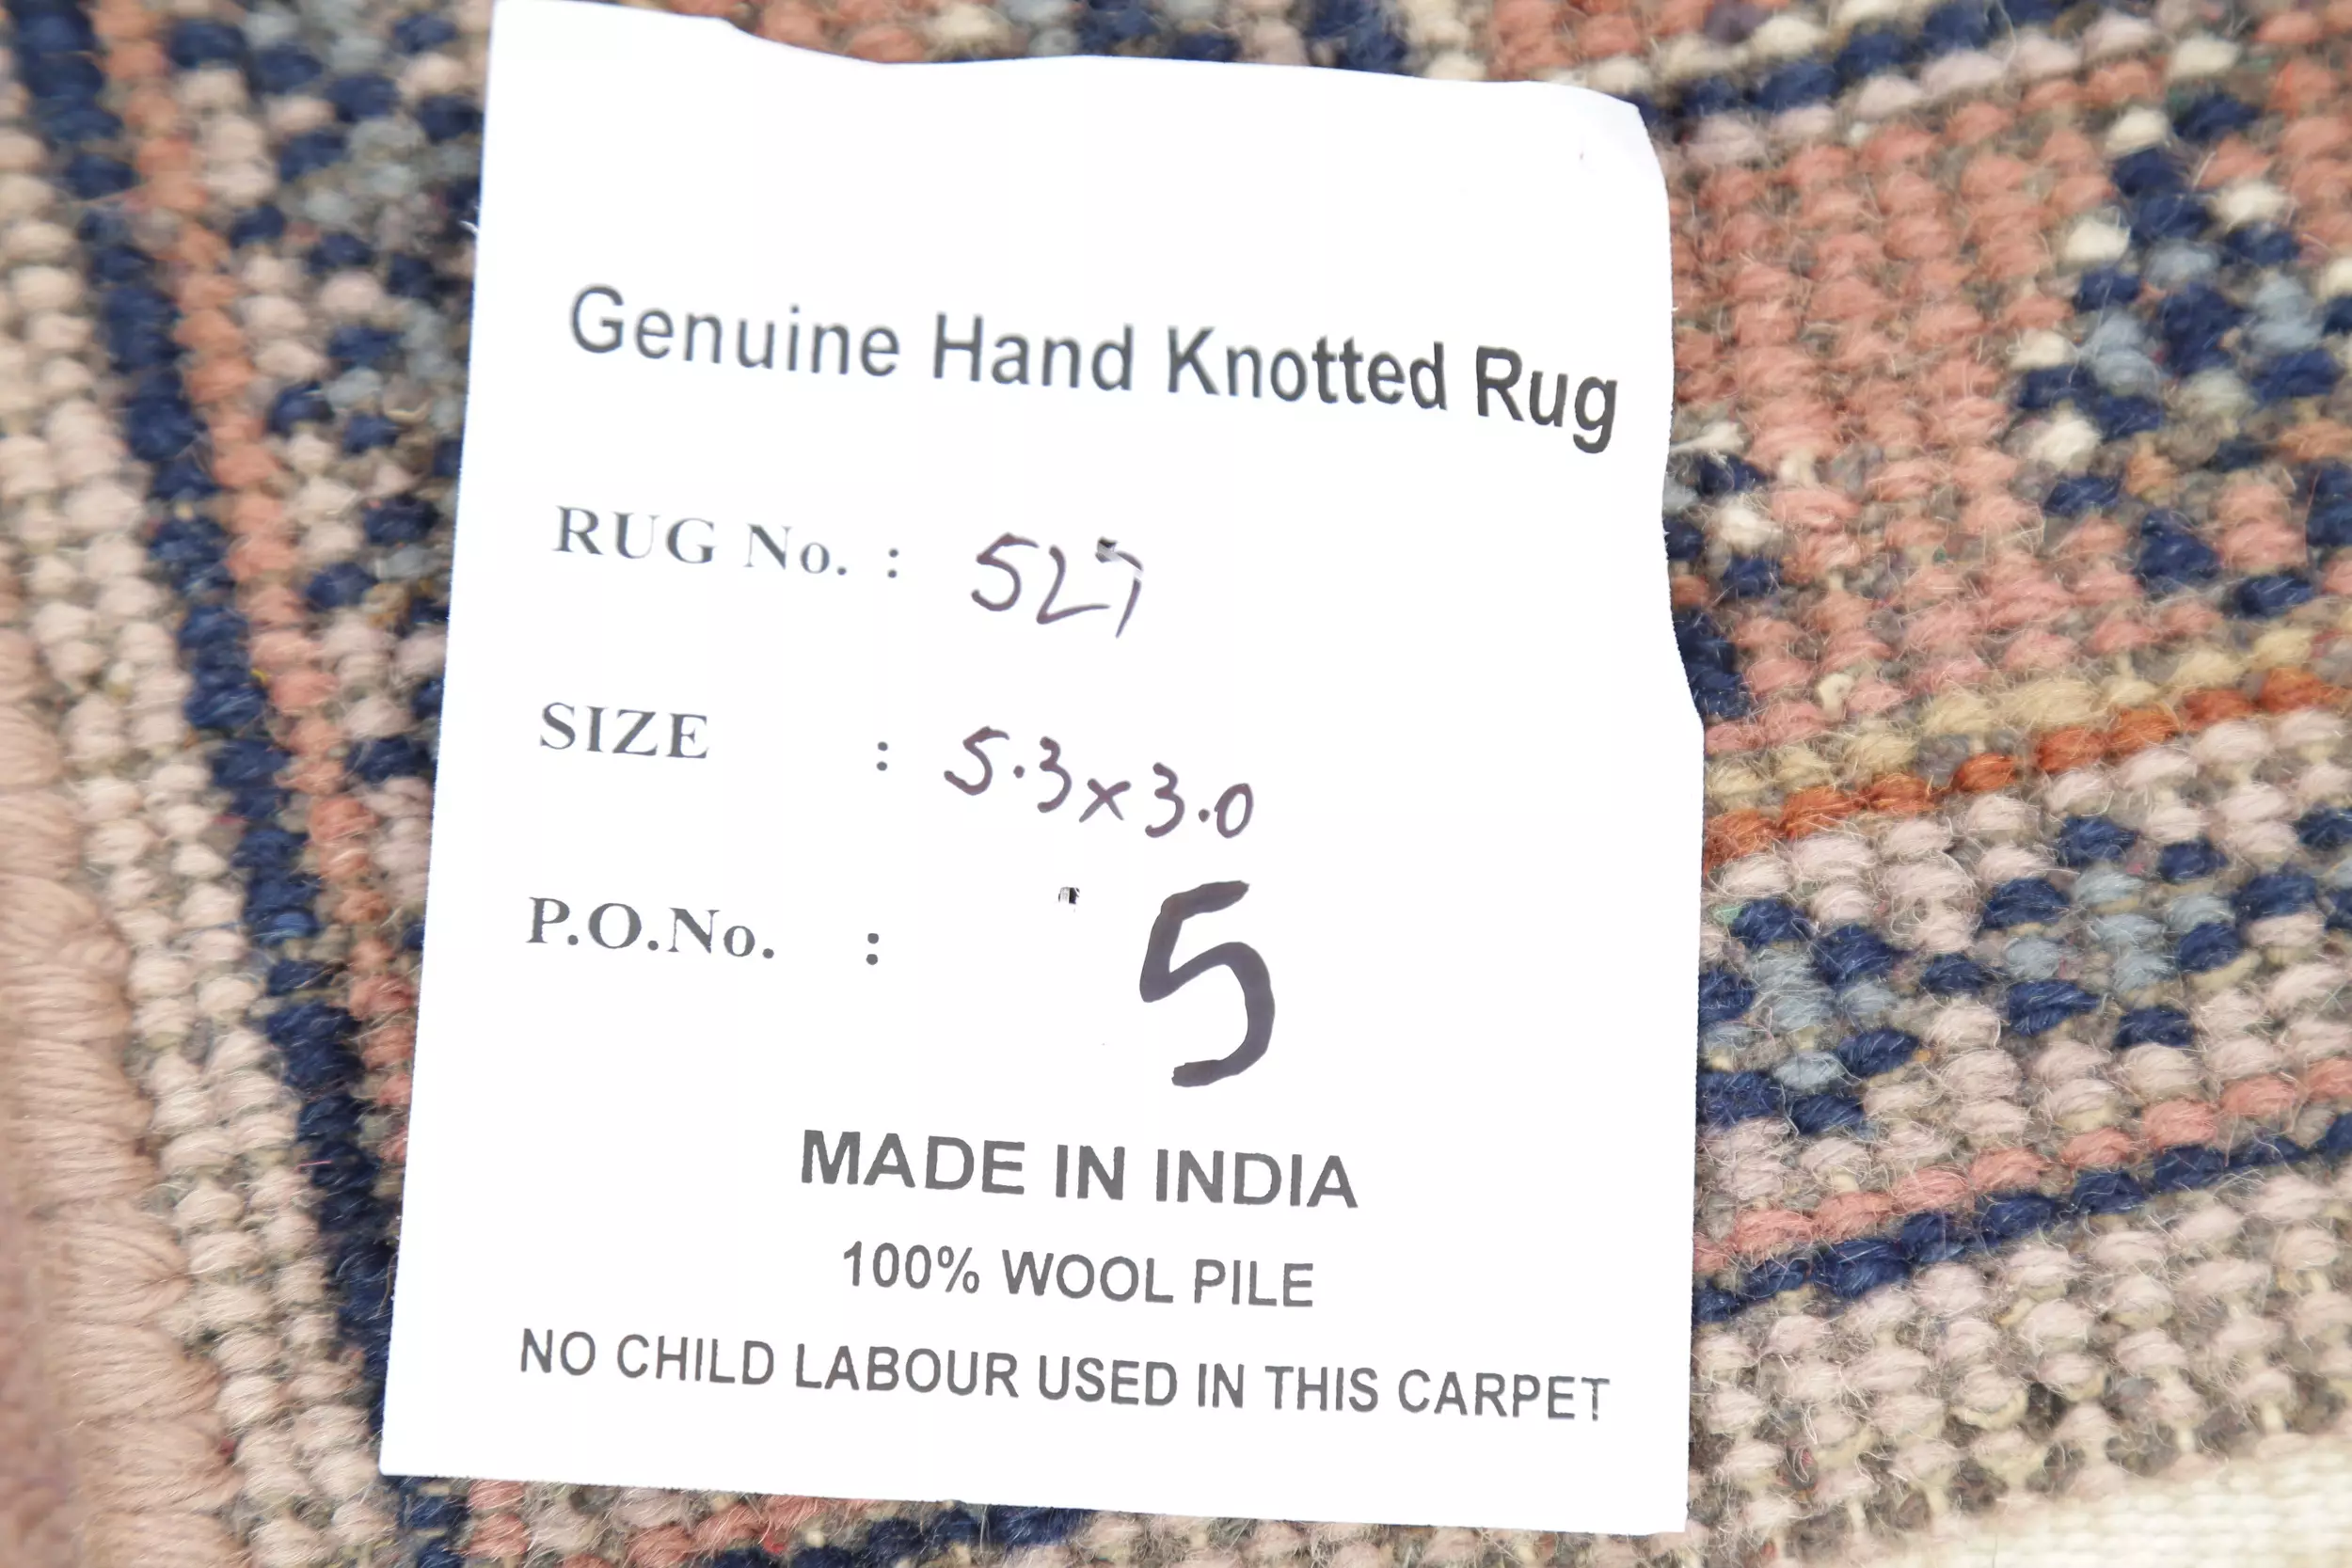 Genuine Hand Knotted Rug
RUG No. : 527
SIZE : 5.3x3.0
P.O.No. : 5
MADE IN INDIA
100% WOOL PILE
NO CHILD LABOUR USED IN THIS CARPET